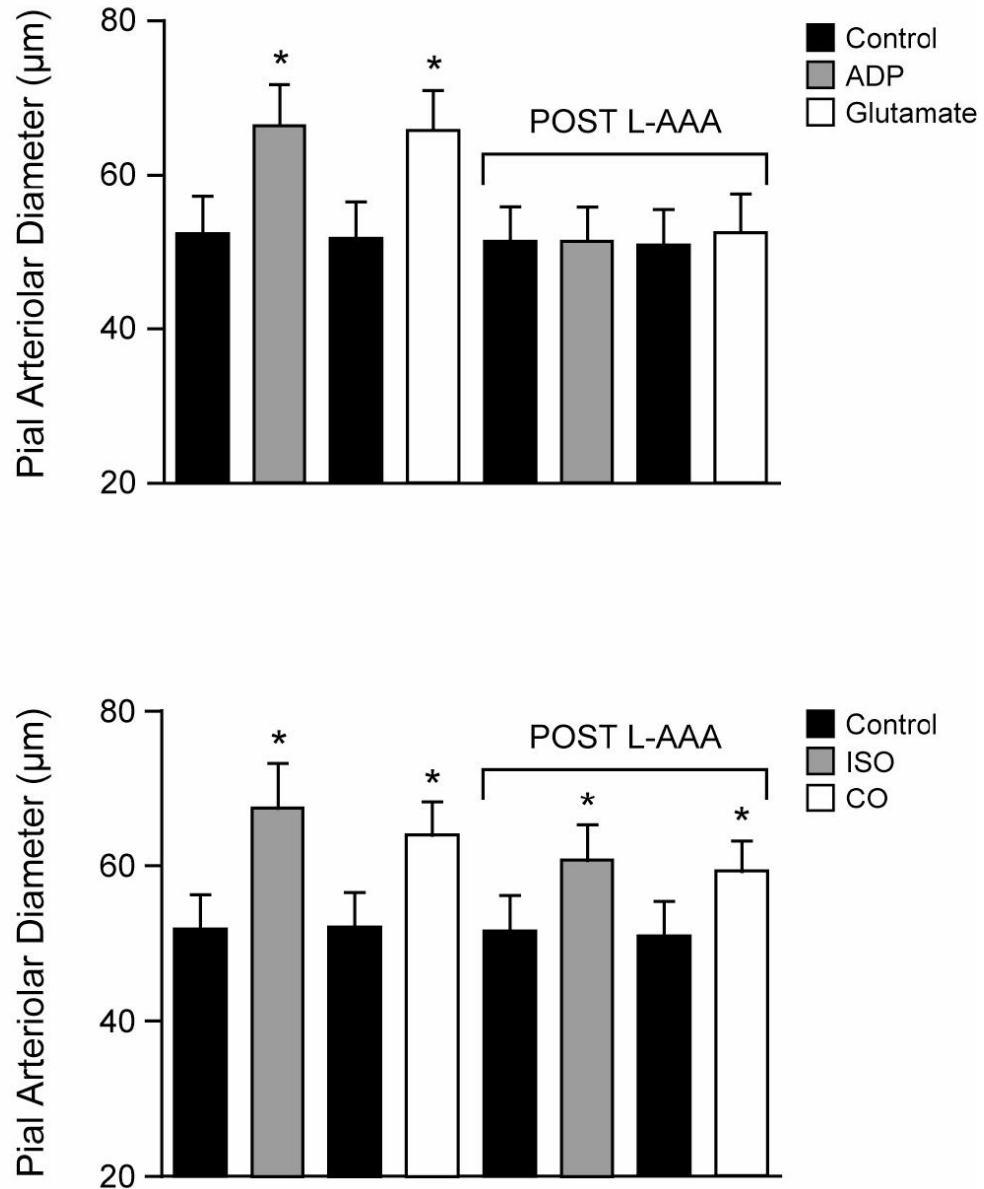 Pial Arteriolar Diameter (μm)
80
60
40
20
*
*
POST L-AAA
Control
ADP
Glutamate
Pial Arteriolar Diameter (μm)
80
60
40
20
*
*
POST L-AAA
*
*
Control
ISO
CO